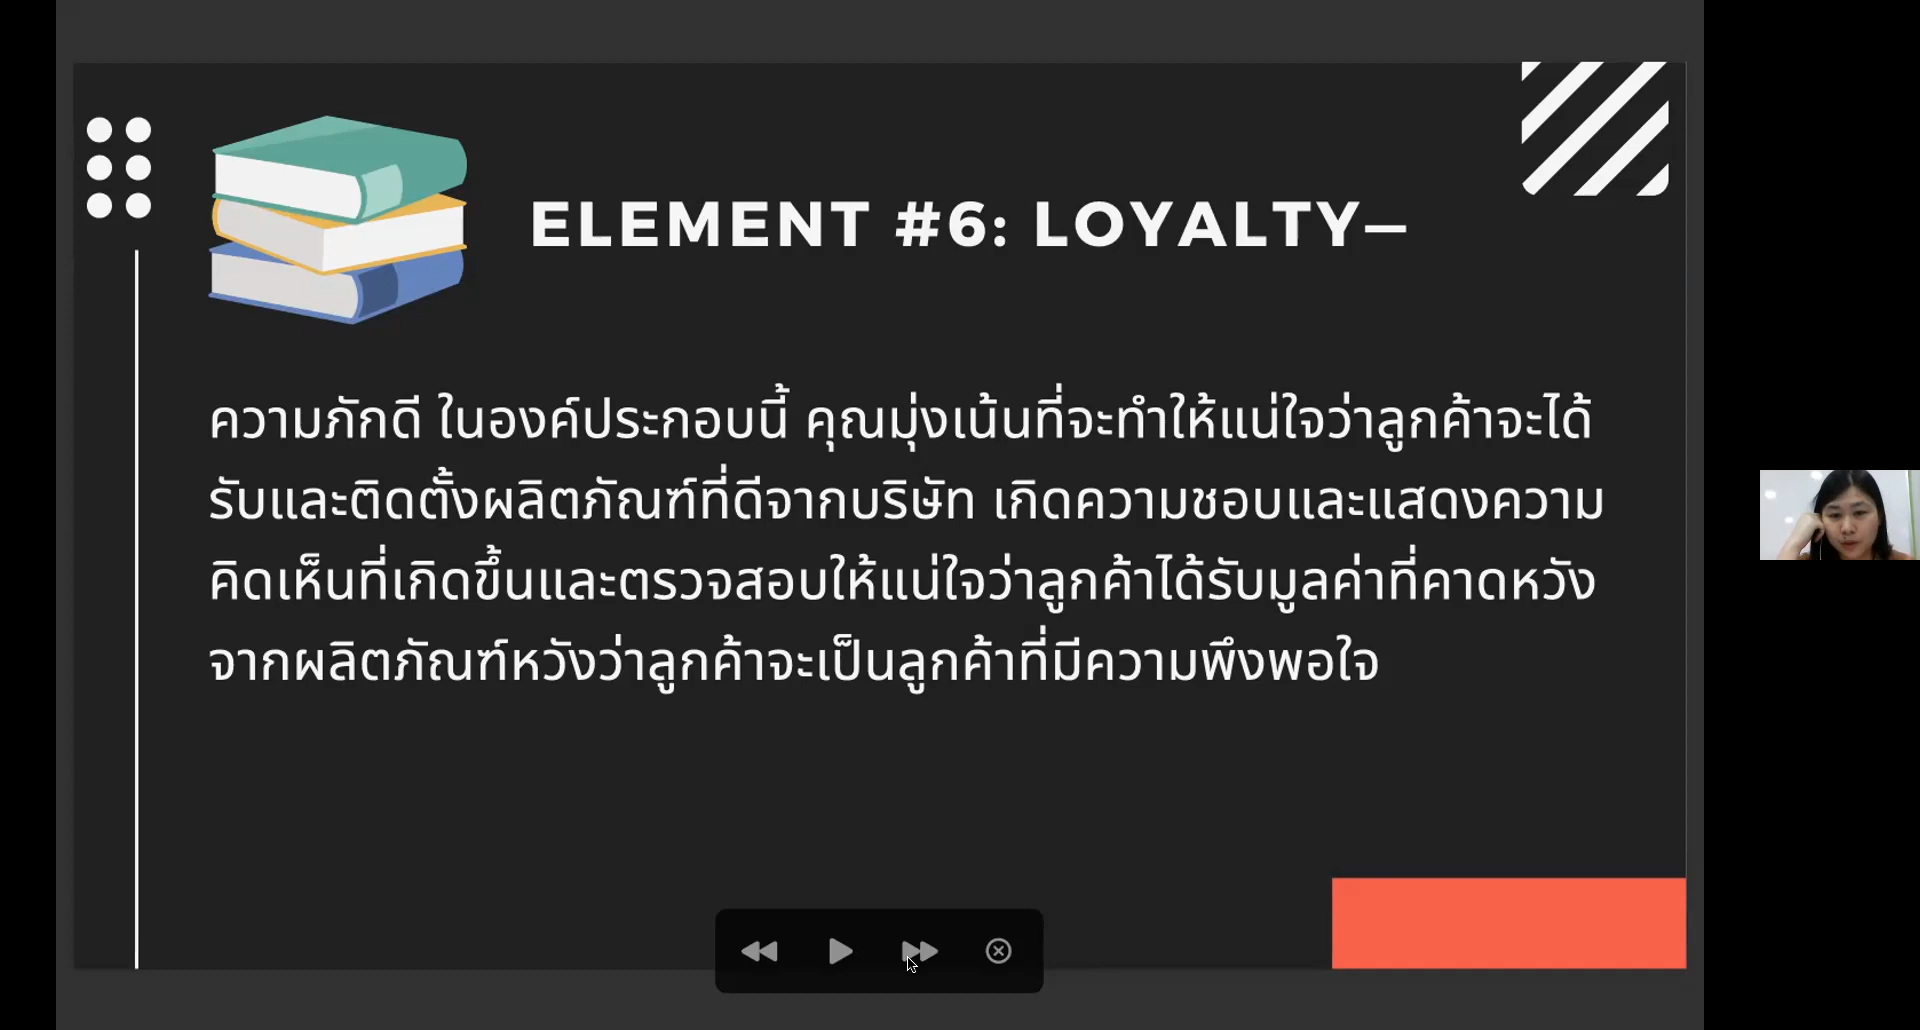 ELEMENT #6: LOYALTY—
ความภักดี ในองค์ประกอบนี้ คุณมุ่งเน้นที่จะทำให้แน่ใจว่าลูกค้าจะได้
รับและติดตั้งผลิตภัณฑ์ที่ดีจากบริษัท เกิดความชอบและแสดงความ
คิดเห็นที่เกิดขึ้นและตรวจสอบให้แน่ใจว่าลูกค้าได้รับมูลค่าที่คาดหวัง
จากผลิตภัณฑ์หวังว่าลูกค้าจะเป็นลูกค้าที่มีความพึงพอใจ